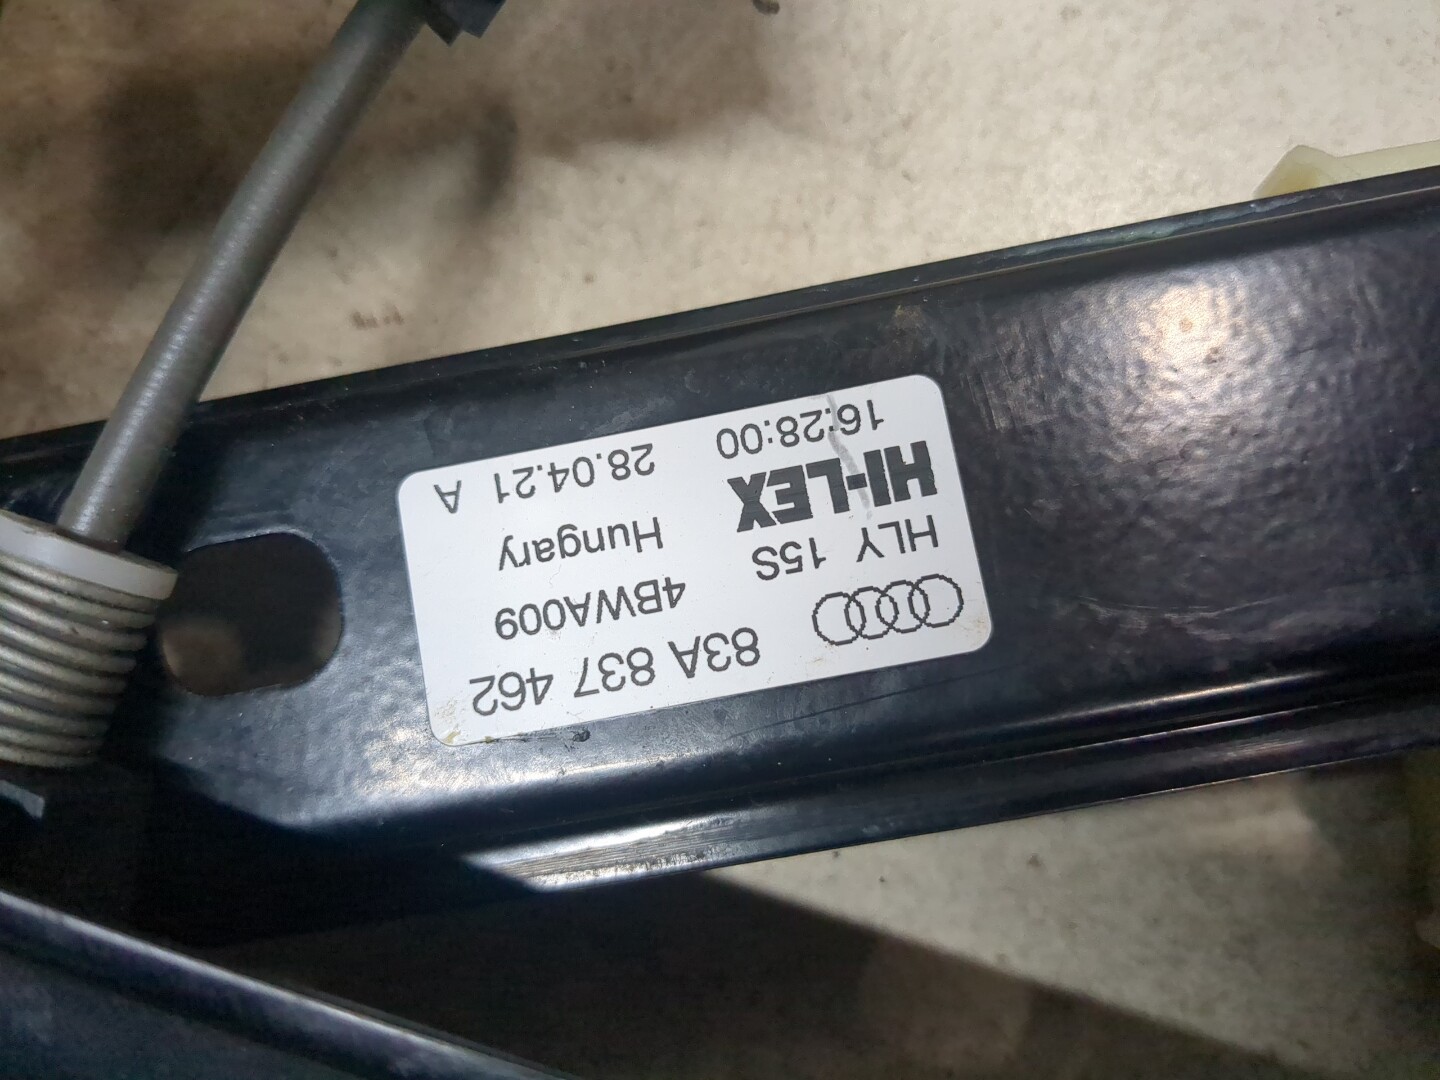 83A 837 462
HLY 15S 4BWA009
HI-LEX Hungary
16:28:00 28.04.21 A